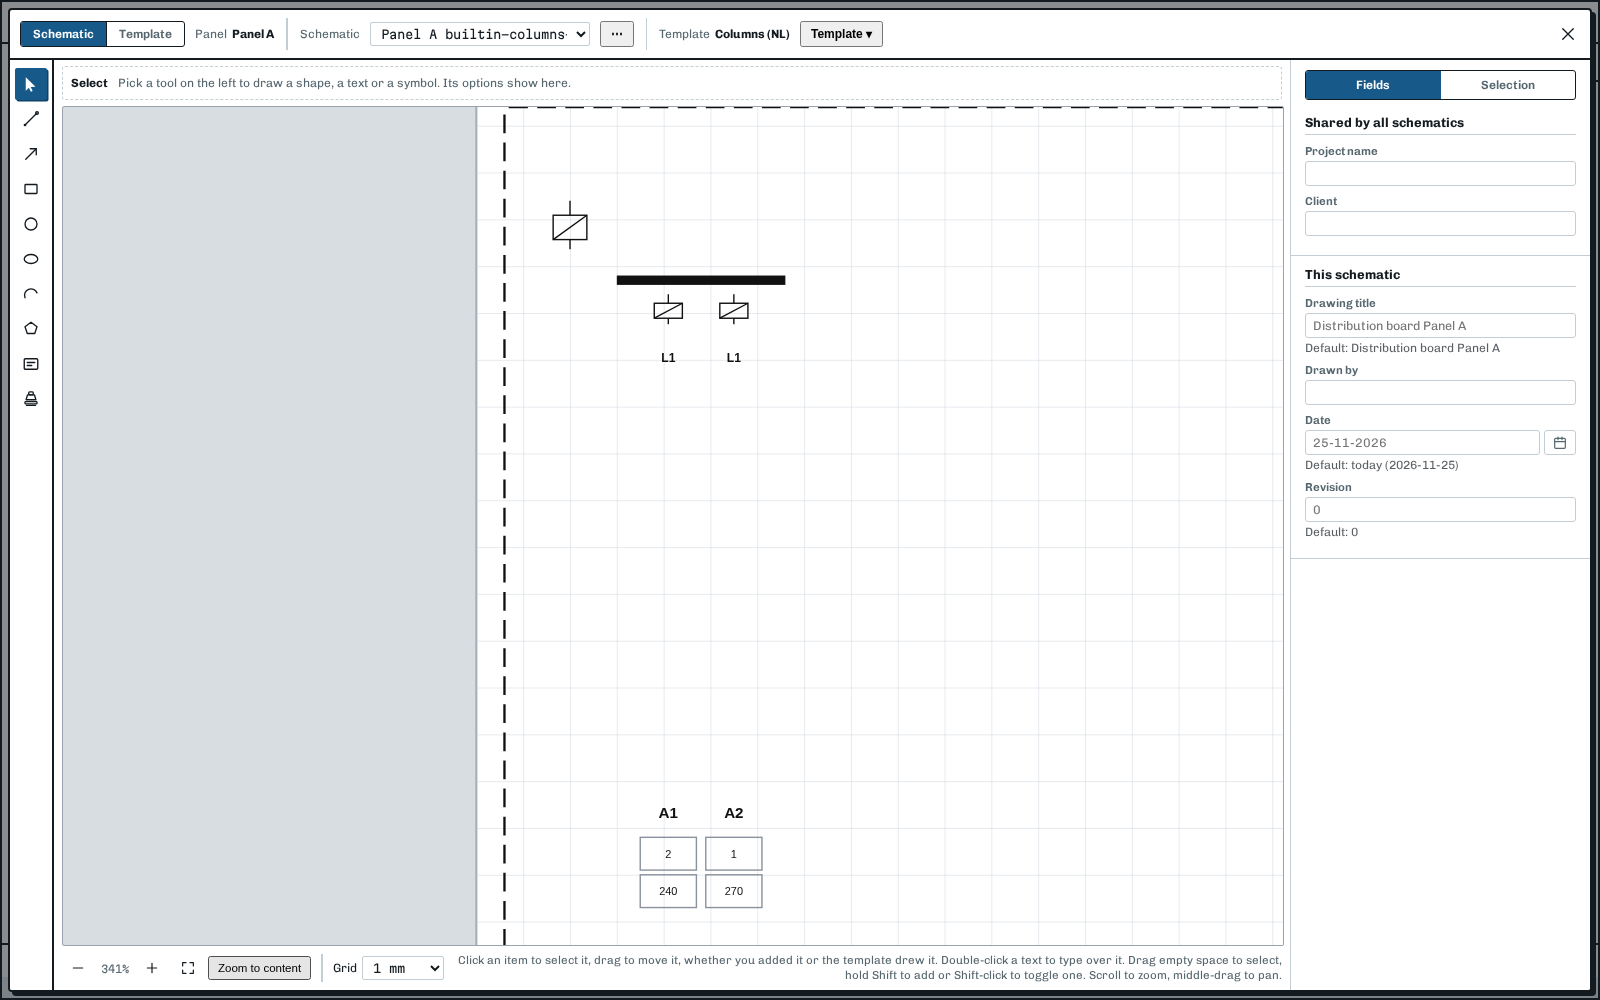 Schematic Template Panel Panel A Schematic Panel A builtin-columns- ... Template Columns (NL) Template ▾
Select Pick a tool on the left to draw a shape, a text or a symbol. Its options show here.
Fields Selection
Shared by all schematics
Project name
Client
This schematic
Drawing title
Distribution board Panel A
Default: Distribution board Panel A
Drawn by
Date
25-11-2026
Default: today (2026-11-25)
Revision
0
Default: 0
L1 L1
A1 A2
2 1
240 270
341% Zoom to content Grid 1 mm
Click an item to select it, drag to move it, whether you added it or the template drew it. Double-click a text to type over it. Drag empty space to select,
hold Shift to add or Shift-click to toggle one. Scroll to zoom, middle-drag to pan.